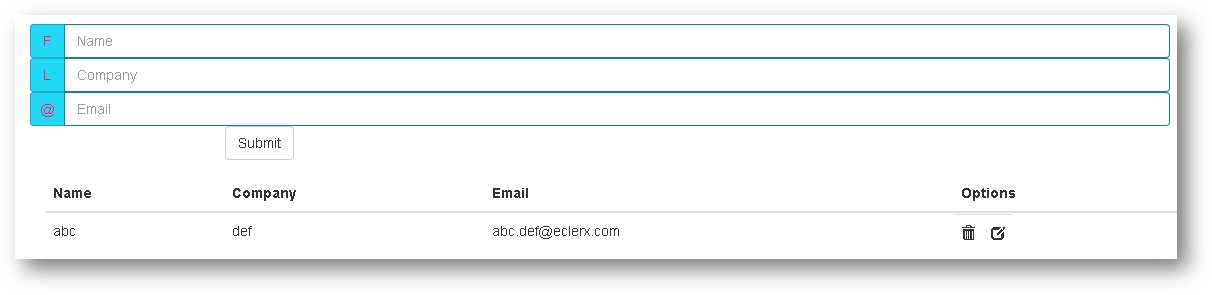 F Name
L Company
@ Email
Submit
Name Company Email Options
abc def abc.def@eclerx.com